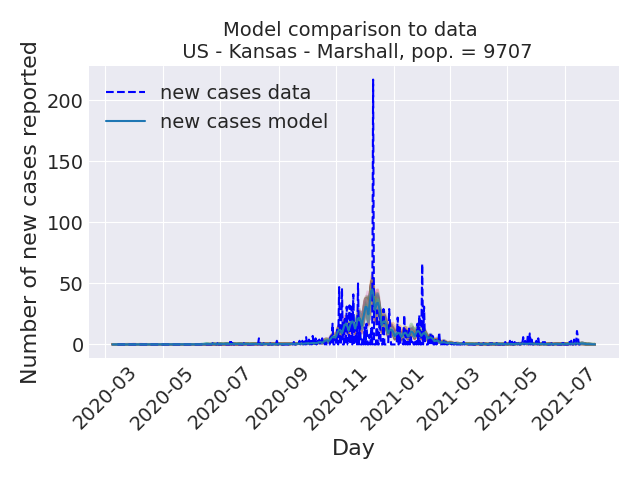 Model comparison to data
US - Kansas - Marshall, pop. = 9707
Number of new cases reported
new cases data
new cases model
200
150
100
50
0
2020-03
2020-05
2020-07
2020-09
2020-11
2021-01
2021-03
2021-05
2021-07
Day